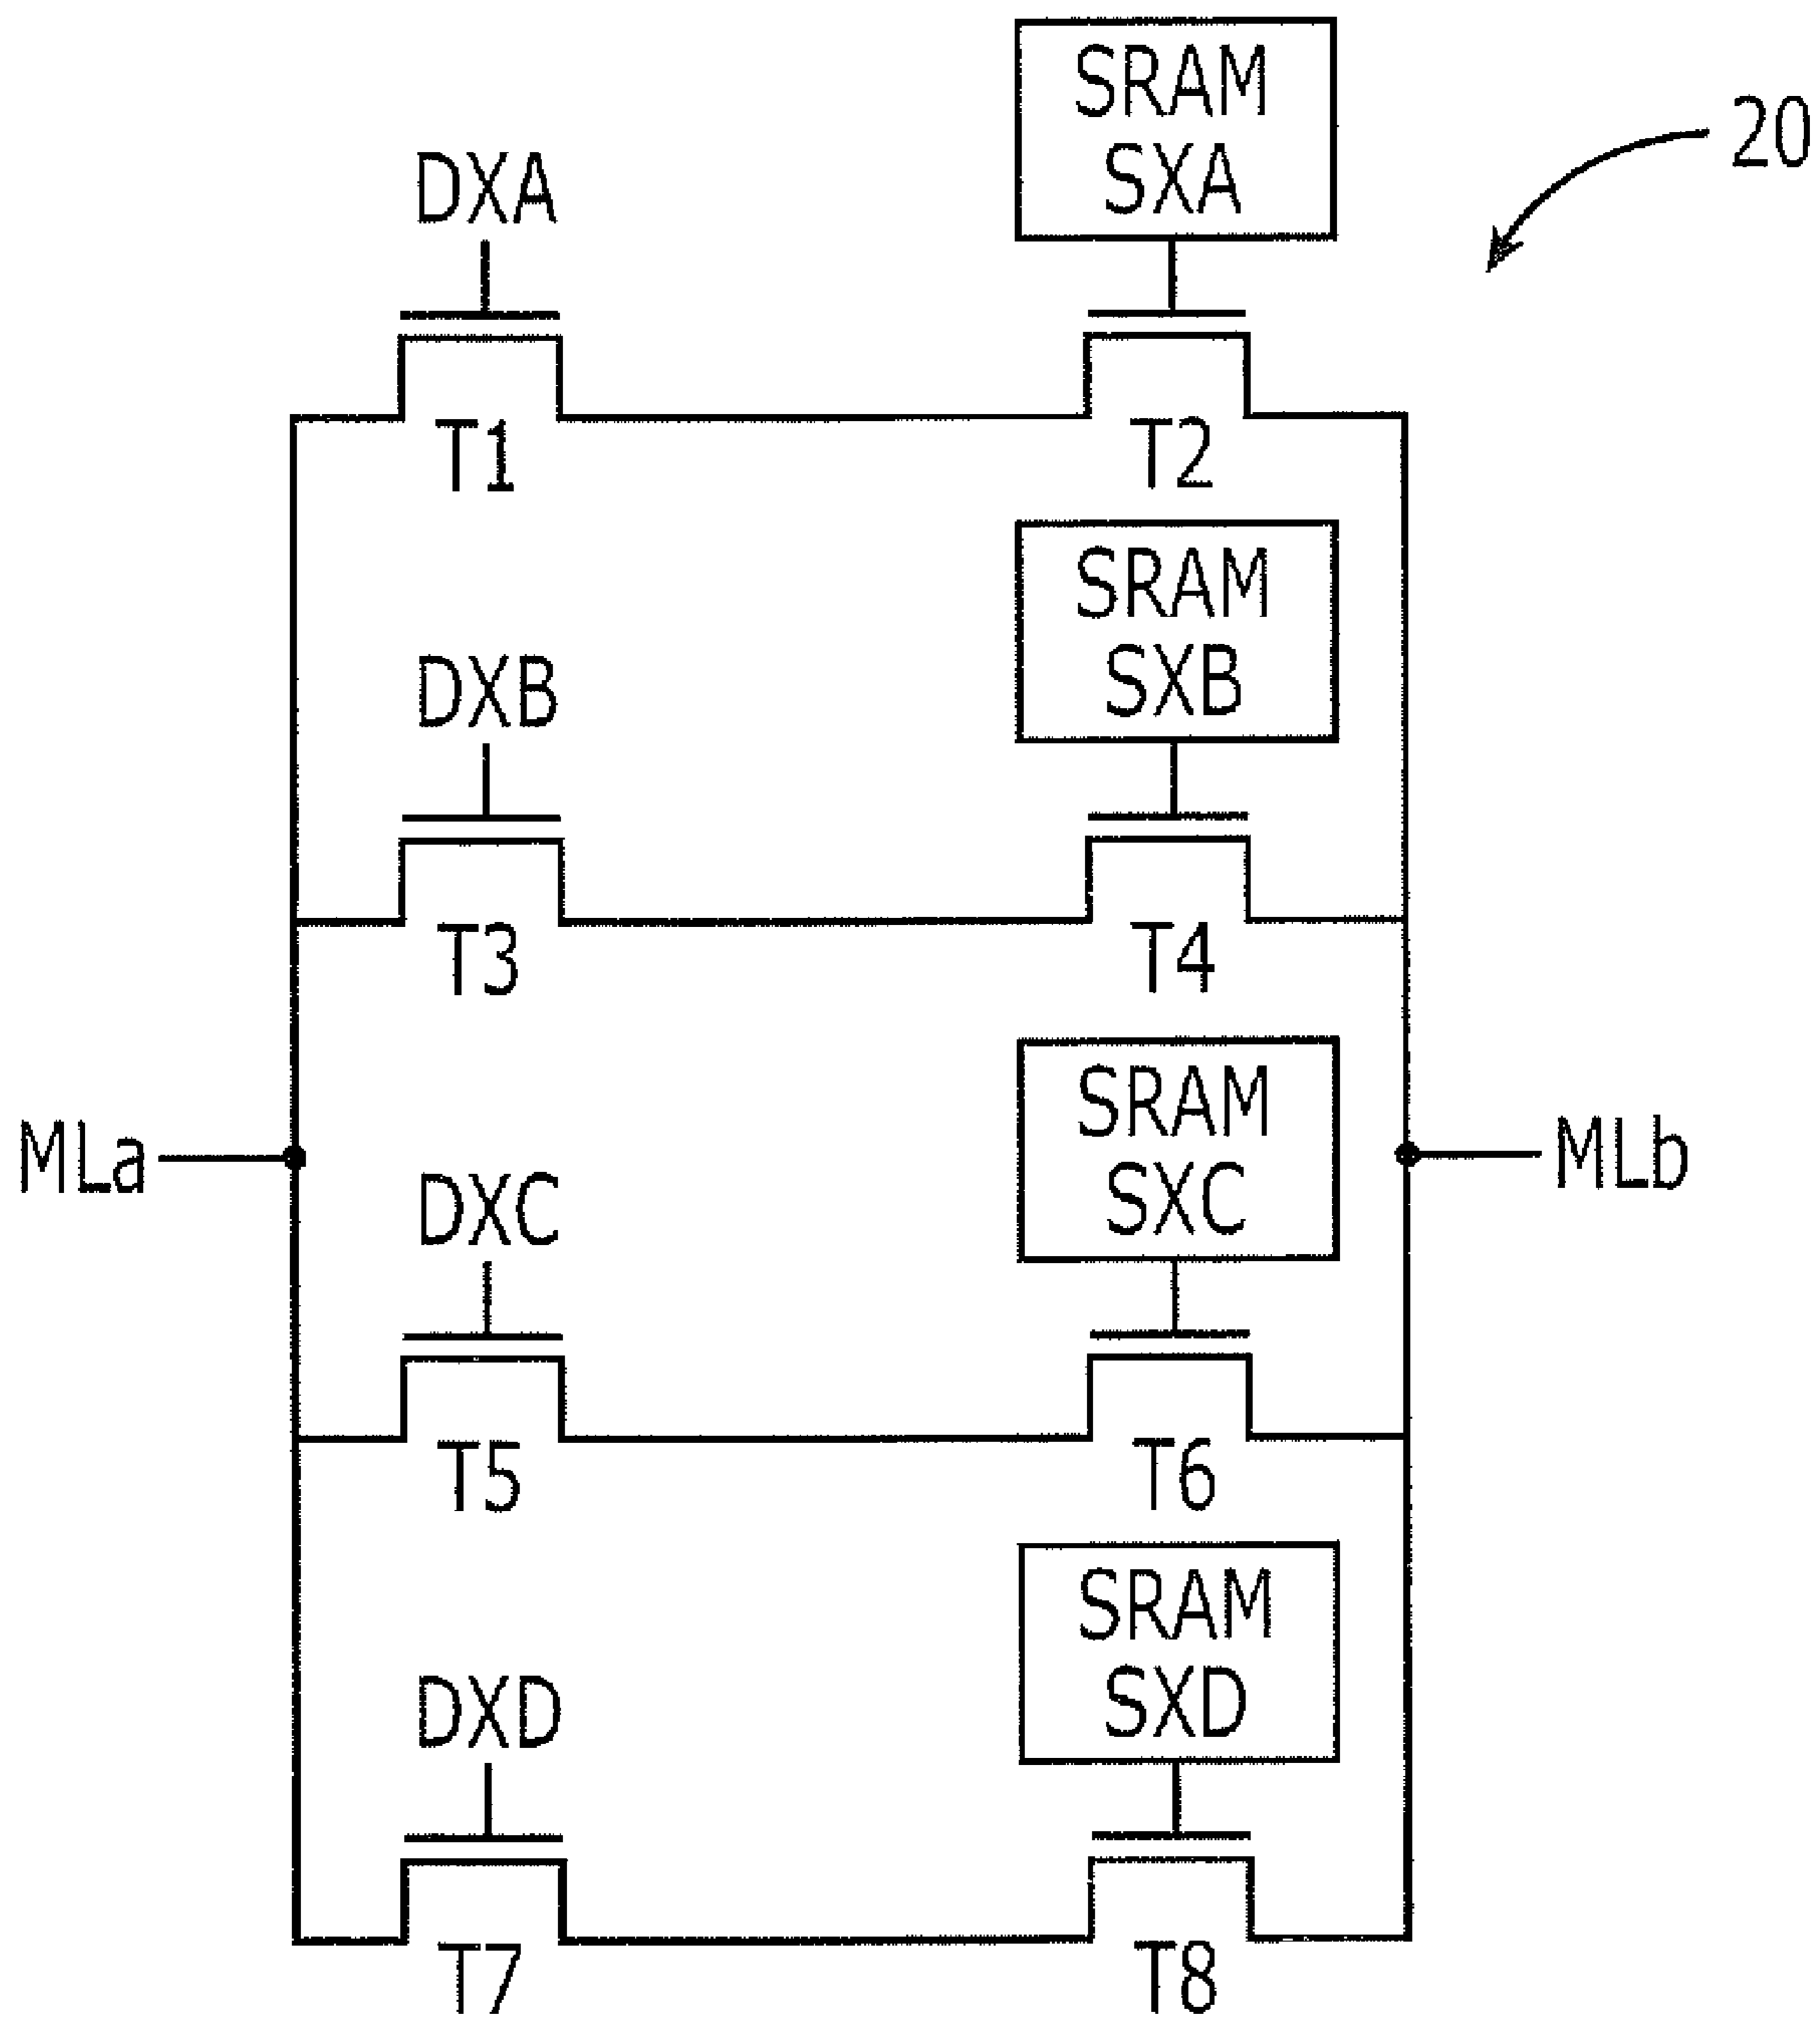 SRAM
SXA
20
DXA
T1
T2
SRAM
SXB
DXB
T3
T4
SRAM
SXC
MLa
MLb
DXC
T5
T6
SRAM
SXD
DXD
T7
T8